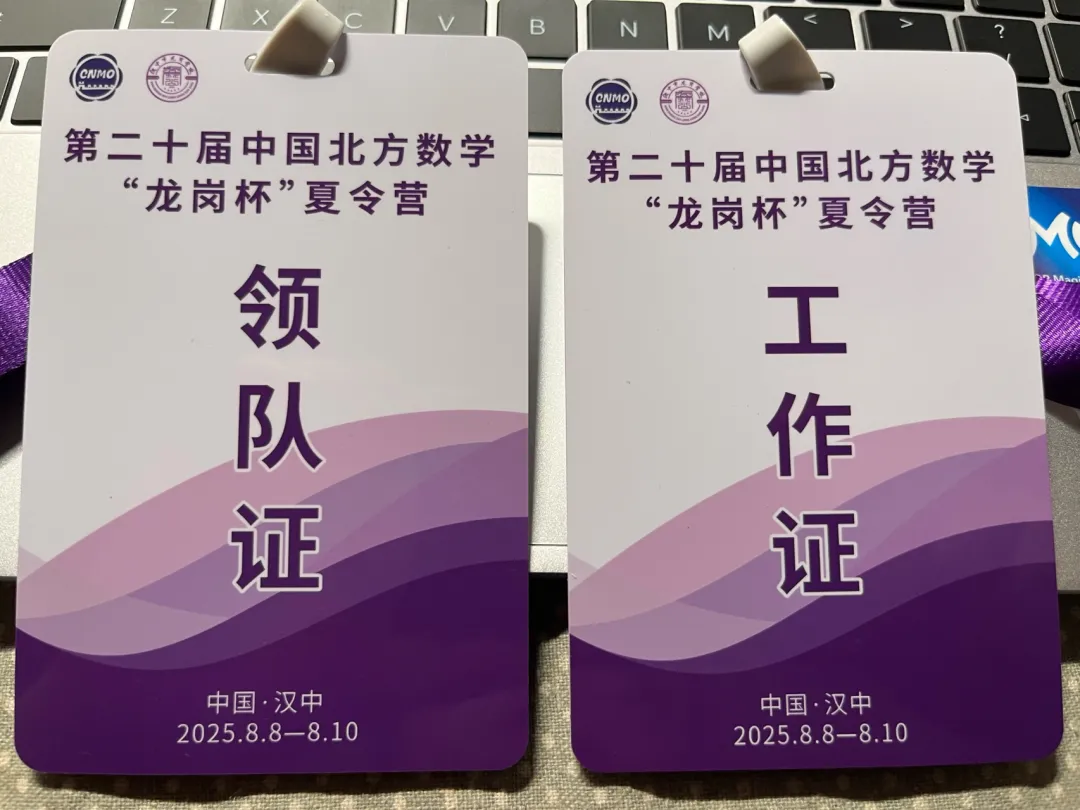 Z X C V B N M < > ?
CNMO
第二十届中国北方数学
“龙岗杯”夏令营
领
队
证
中国·汉中
2025.8.8—8.10
CNMO
第二十届中国北方数学
“龙岗杯”夏令营
工
作
证
中国·汉中
2025.8.8—8.10